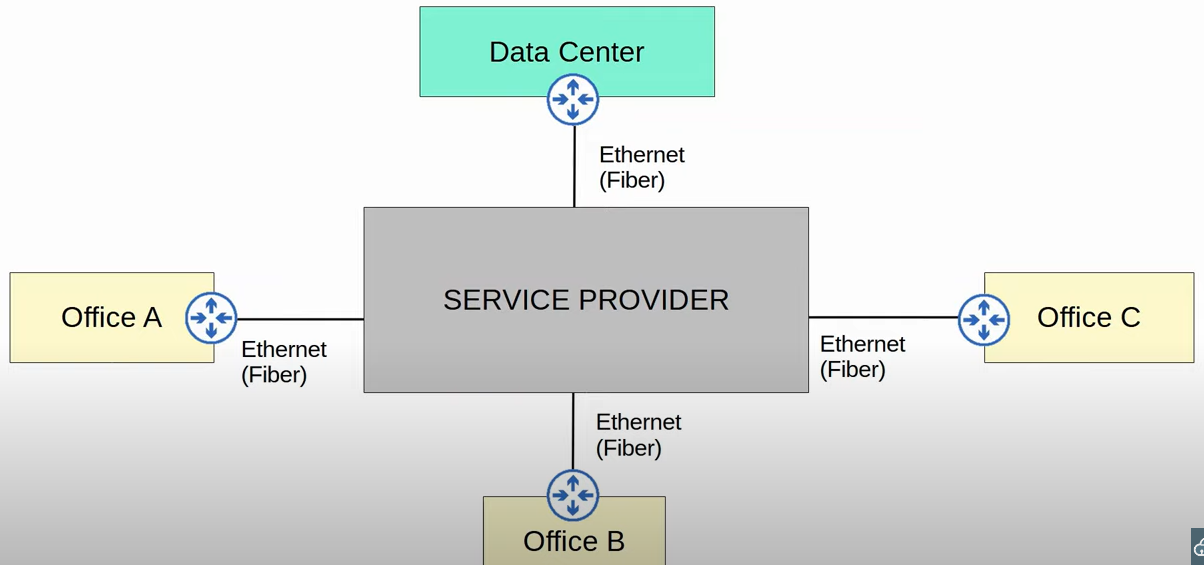 Data Center
Ethernet
(Fiber)
SERVICE PROVIDER
Office A
Ethernet
(Fiber)
Office C
Ethernet
(Fiber)
Ethernet
(Fiber)
Office B